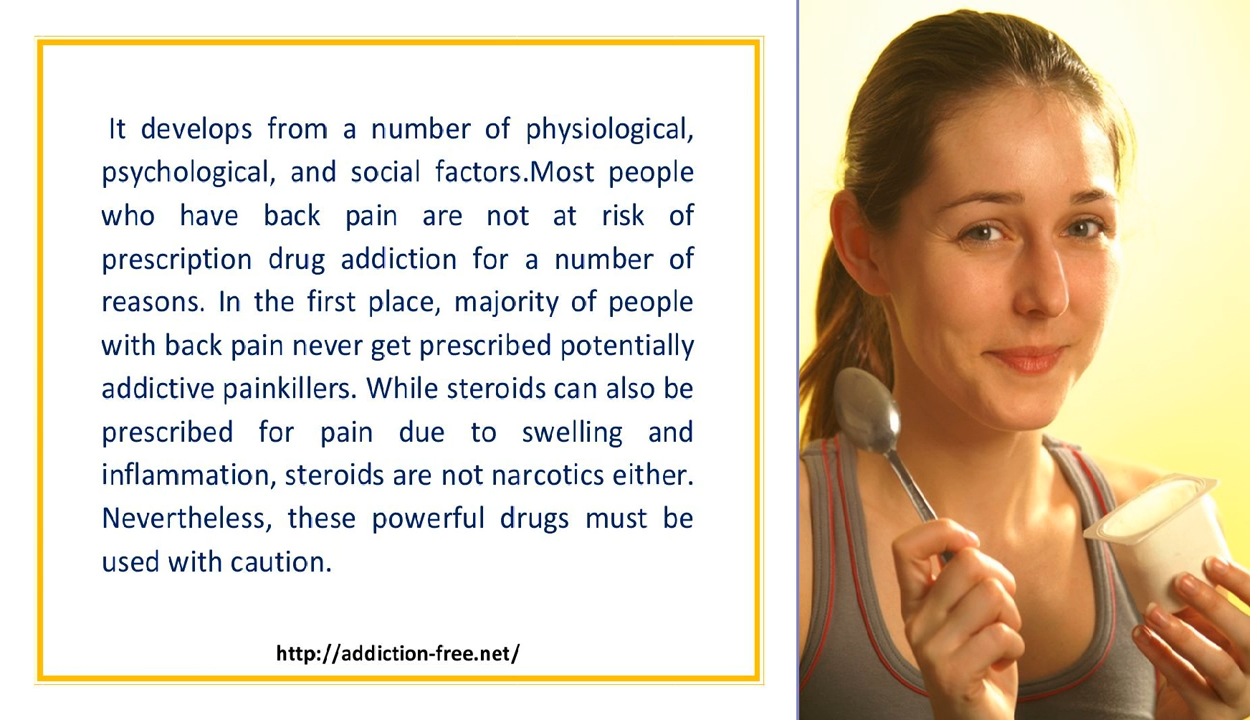 It develops from a number of physiological,
psychological, and social factors.Most people
who have back pain are not at risk of
prescription drug addiction for a number of
reasons. In the first place, majority of people
with back pain never get prescribed potentially
addictive painkillers. While steroids can also be
prescribed for pain due to swelling and
inflammation, steroids are not narcotics either.
Nevertheless, these powerful drugs must be
used with caution.
http://addiction-free.net/